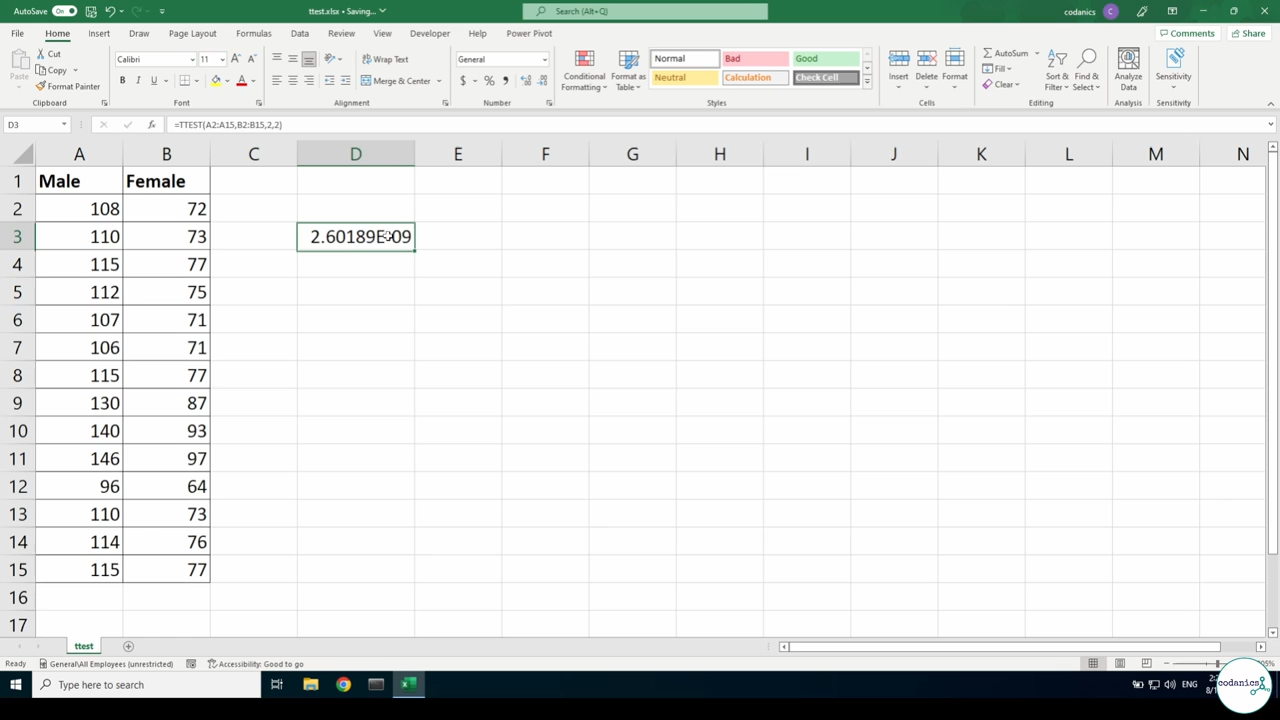 AutoSave On ttest.xlsx • Saving... Search (Alt+Q) codanics C
File Home Insert Draw Page Layout Formulas Data Review View Developer Help Power Pivot Comments Share
Paste Cut Copy Format Painter
Calibri 11 A A B I U A
Wrap Text Merge & Center
General $ %
Conditional Formatting Format as Table
Normal Bad Good
Neutral Calculation Check Cell
Insert Delete Format
AutoSum Fill Clear
Sort & Filter Find & Select
Analyze Data Sensitivity
Clipboard Font Alignment Number Styles Cells Editing Analysis Sensitivity
D3 fx =TTEST(A2:A15,B2:B15,2,2)
A B C D E F G H I J K L M N
1 Male Female
2 108 72
3 110 73 2.60189E-09
4 115 77
5 112 75
6 107 71
7 106 71
8 115 77
9 130 87
10 140 93
11 146 97
12 96 64
13 110 73
14 114 76
15 115 77
16
17
ttest
Ready General\All Employees (unrestricted) Accessibility: Good to go
Type here to search ENG
codanics